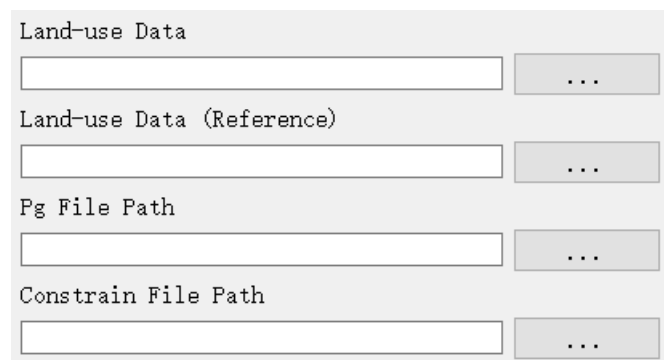 Land-use Data
...
Land-use Data (Reference)
...
Pg File Path
...
Constrain File Path
...